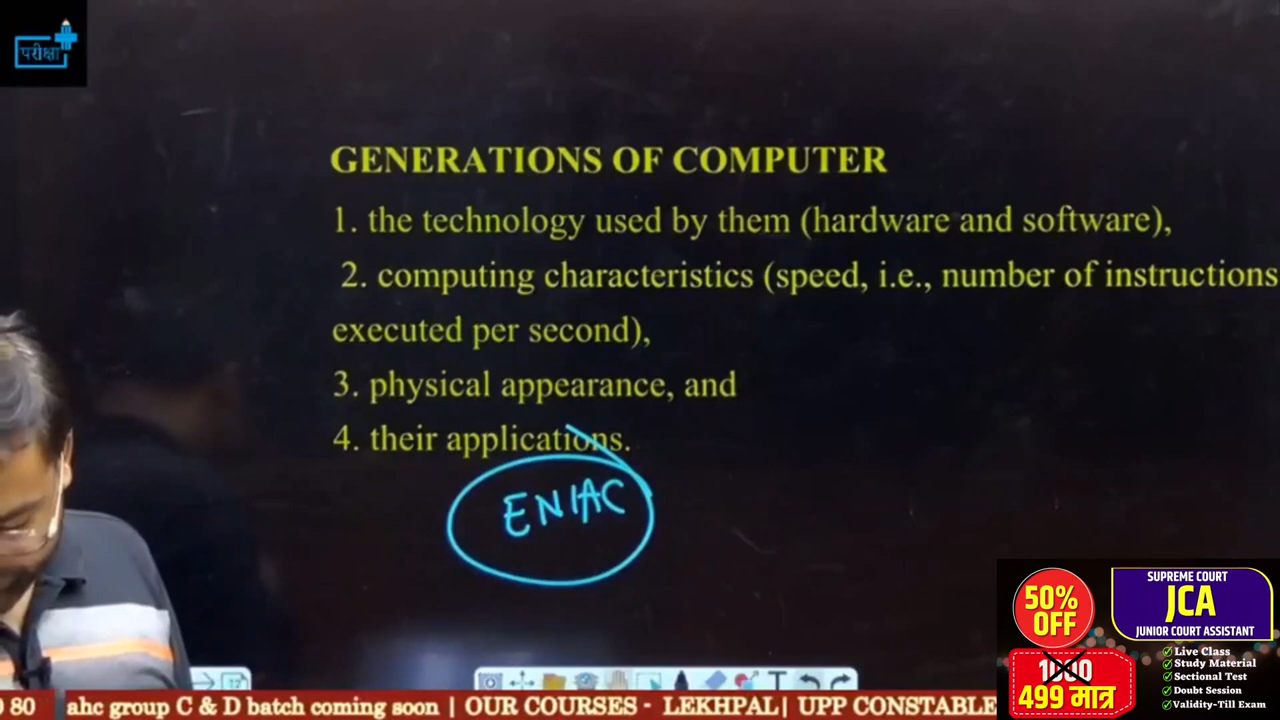 परीक्षा
GENERATIONS OF COMPUTER
1. the technology used by them (hardware and software),
2. computing characteristics (speed, i.e., number of instructions
executed per second),
3. physical appearance, and
4. their applications.
ENIAC
50%
OFF
1000
499 मात्र
SUPREME COURT
JCA
JUNIOR COURT ASSISTANT
Live Class
Study Material
Sectional Test
Doubt Session
Validity-Till Exam
80 ahc group C & D batch coming soon | OUR COURSES - LEKHPAL| UPP CONSTABLE